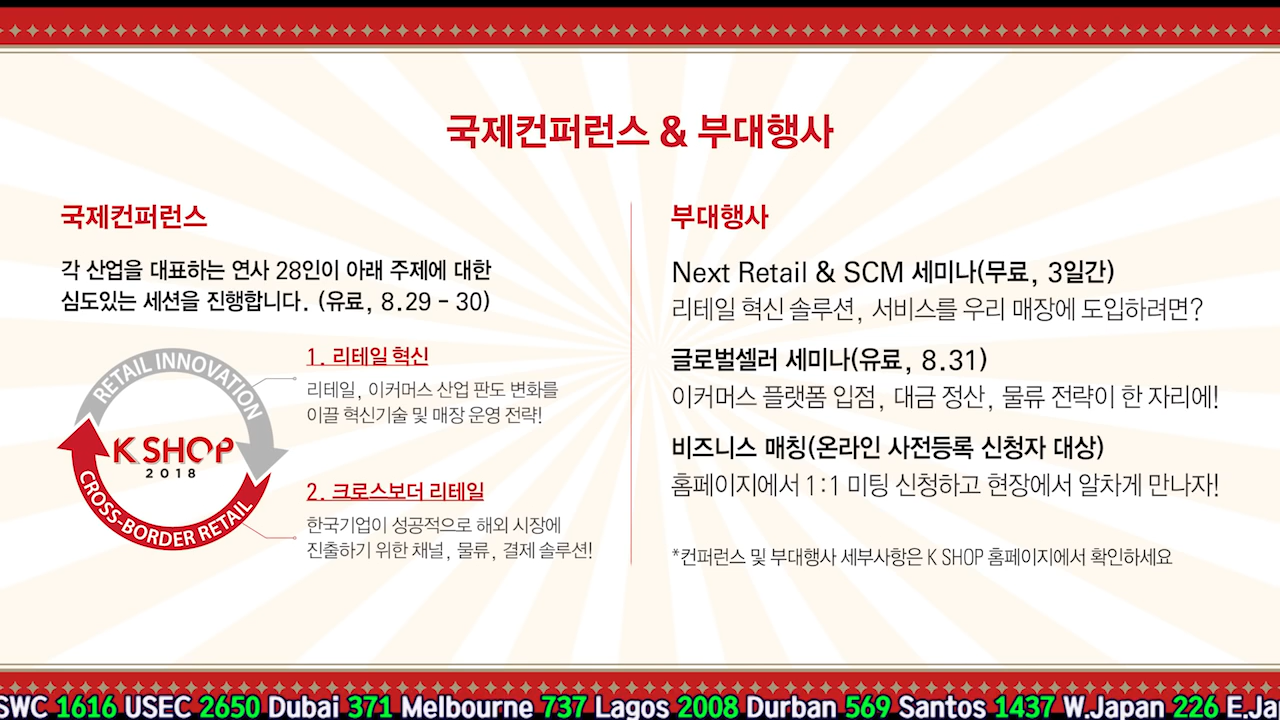 국제컨퍼런스 & 부대행사
국제컨퍼런스
각 산업을 대표하는 연사 28인이 아래 주제에 대한
심도있는 세션을 진행합니다. (유료, 8.29 - 30)
RETAIL INNOVATION
K SHOP
2018
CROSS-BORDER RETAIL
1. 리테일 혁신
리테일, 이커머스 산업 판도 변화를
이끌 혁신기술 및 매장 운영 전략!
2. 크로스보더 리테일
한국기업이 성공적으로 해외 시장에
진출하기 위한 채널, 물류, 결제 솔루션!
부대행사
Next Retail & SCM 세미나(무료, 3일간)
리테일 혁신 솔루션, 서비스를 우리 매장에 도입하려면?
글로벌셀러 세미나(유료, 8.31)
이커머스 플랫폼 입점, 대금 정산, 물류 전략이 한 자리에!
비즈니스 매칭(온라인 사전등록 신청자 대상)
홈페이지에서 1:1 미팅 신청하고 현장에서 알차게 만나자!
*컨퍼런스 및 부대행사 세부사항은 K SHOP 홈페이지에서 확인하세요
SWC 1616 USEC 2650 Dubai 371 Melbourne 737 Lagos 2008 Durban 569 Santos 1437 W.Japan 226 E.Ja